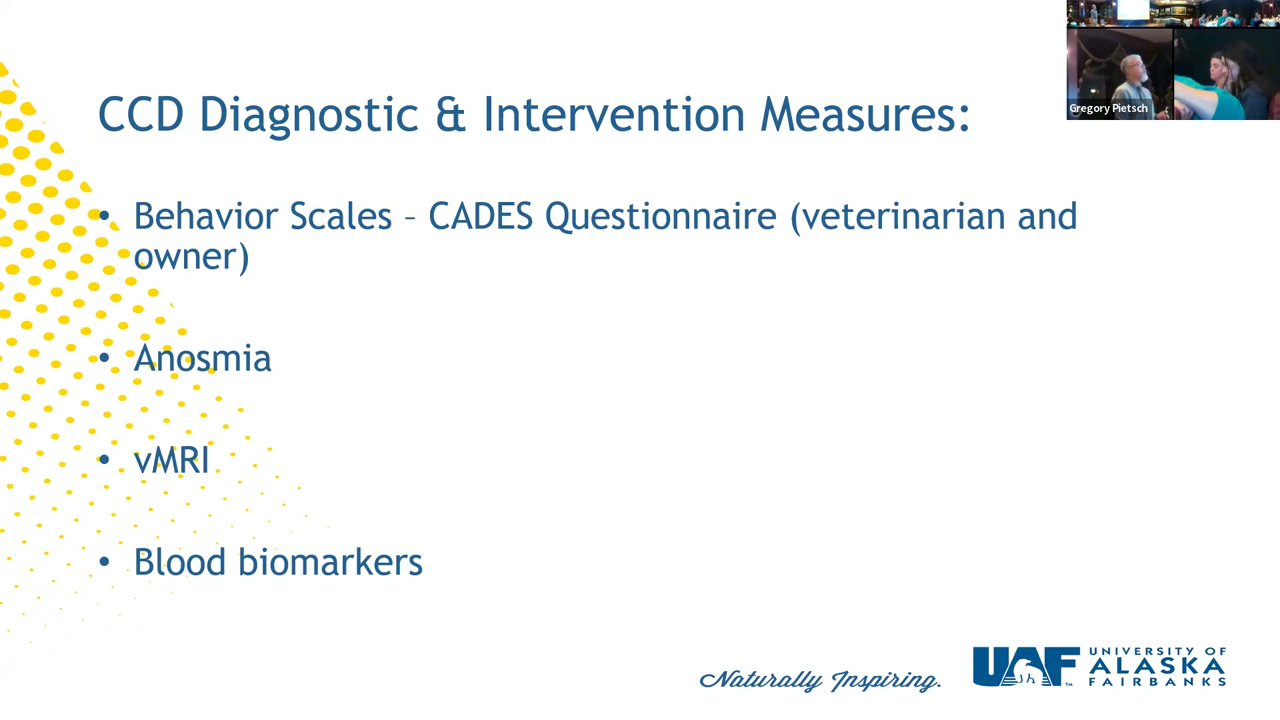 CCD Diagnostic & Intervention Measures:
Gregory Pietsch
• Behavior Scales – CADES Questionnaire (veterinarian and
owner)
• Anosmia
• vMRI
• Blood biomarkers
Naturally Inspiring.
UAF
TM
UNIVERSITY OF
ALASKA
FAIRBANKS